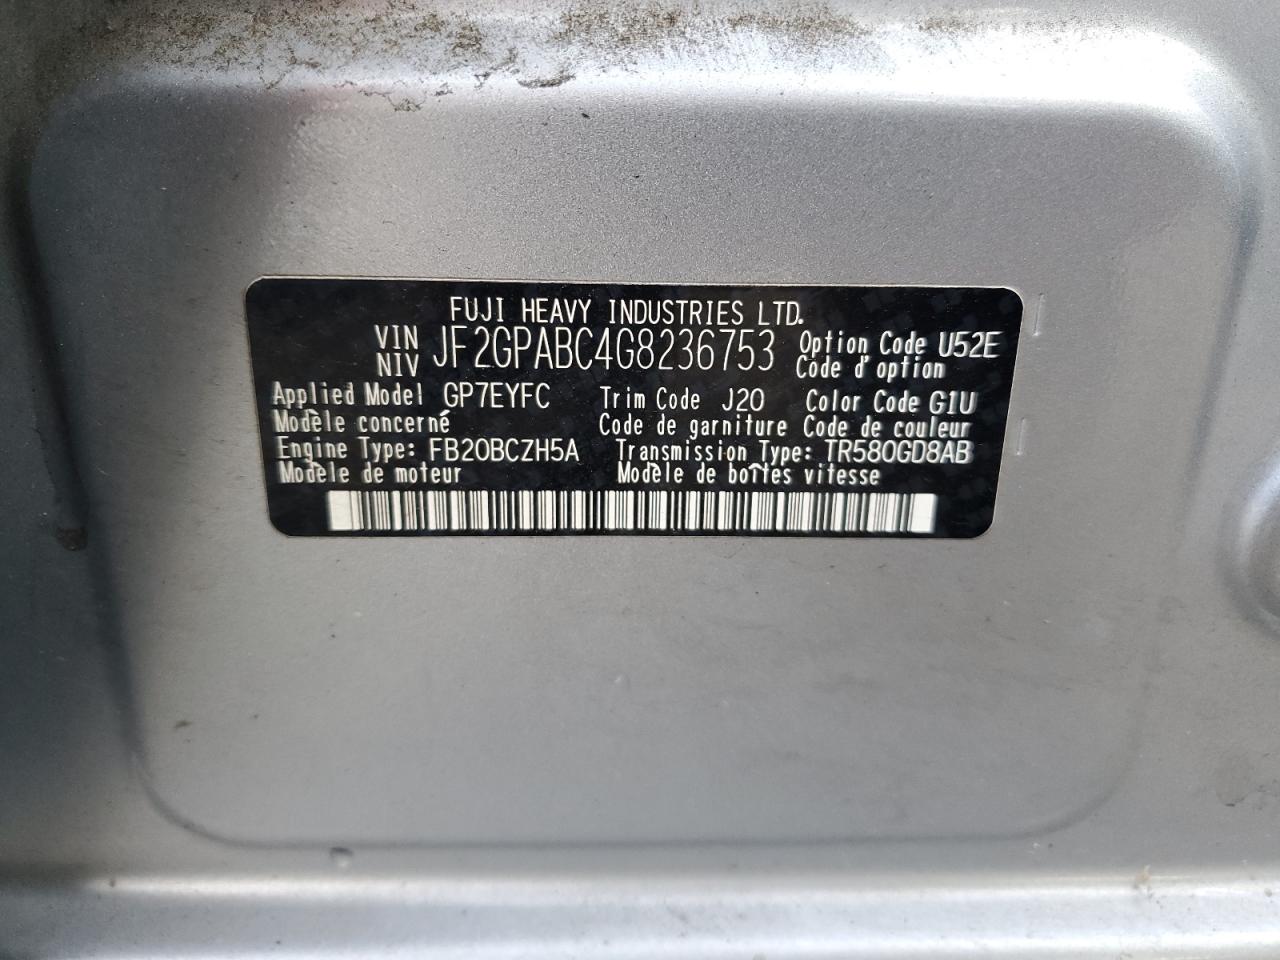 FUJI HEAVY INDUSTRIES LTD.
VIN JF2GPABC4G8236753 Option Code U52E
NIV Code d'option
Applied Model GP7EYFC Trim Code J20 Color Code G1U
Modèle concerné Code de garniture Code de couleur
Engine Type: FB20BCZH5A Transmission Type: TR580GD8AB
Modèle de moteur Modèle de boîtes vitesse